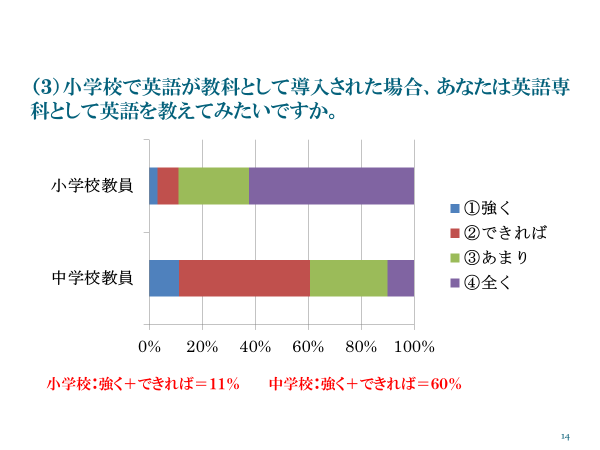 （3）小学校で英語が教科として導入された場合、あなたは英語専
科として英語を教えてみたいですか。
小学校教員
中学校教員
0% 20% 40% 60% 80% 100%
①強く
②できれば
③あまり
④全く
小学校：強く＋できれば＝11% 中学校：強く＋できれば＝60%
14